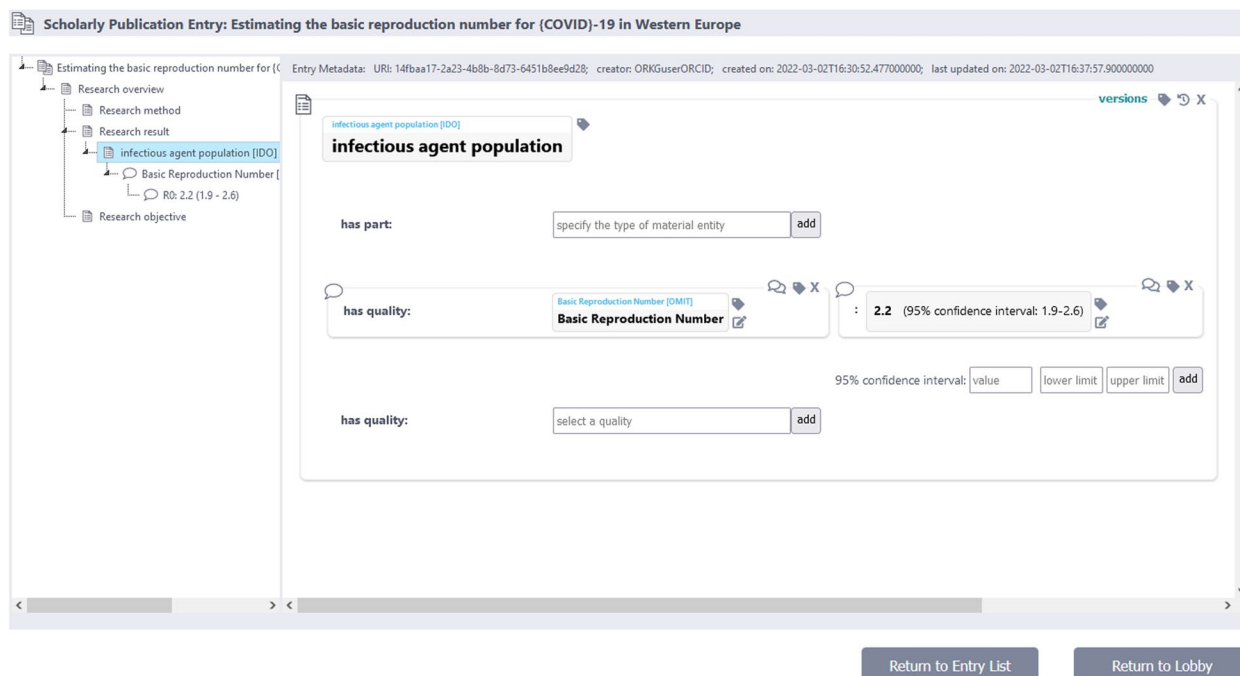 Scholarly Publication Entry: Estimating the basic reproduction number for {COVID}-19 in Western Europe
Estimating the basic reproduction number for {(
Research overview
Research method
Research result
infectious agent population [IDO]
Basic Reproduction Number [
R0: 2.2 (1.9 - 2.6)
Research objective
Entry Metadata: URI: 14fbaa17-2a23-4b8b-8d73-6451b8ee9d28; creator: ORKGuserORCID; created on: 2022-03-02T16:30:52.477000000; last updated on: 2022-03-02T16:37:57.900000000
versions X
infectious agent population [IDO]
infectious agent population
has part: specify the type of material entity add
X X
has quality: Basic Reproduction Number [OMIT]
Basic Reproduction Number : 2.2 (95% confidence interval: 1.9-2.6)
95% confidence interval: value lower limit upper limit add
has quality: select a quality add
Return to Entry List Return to Lobby